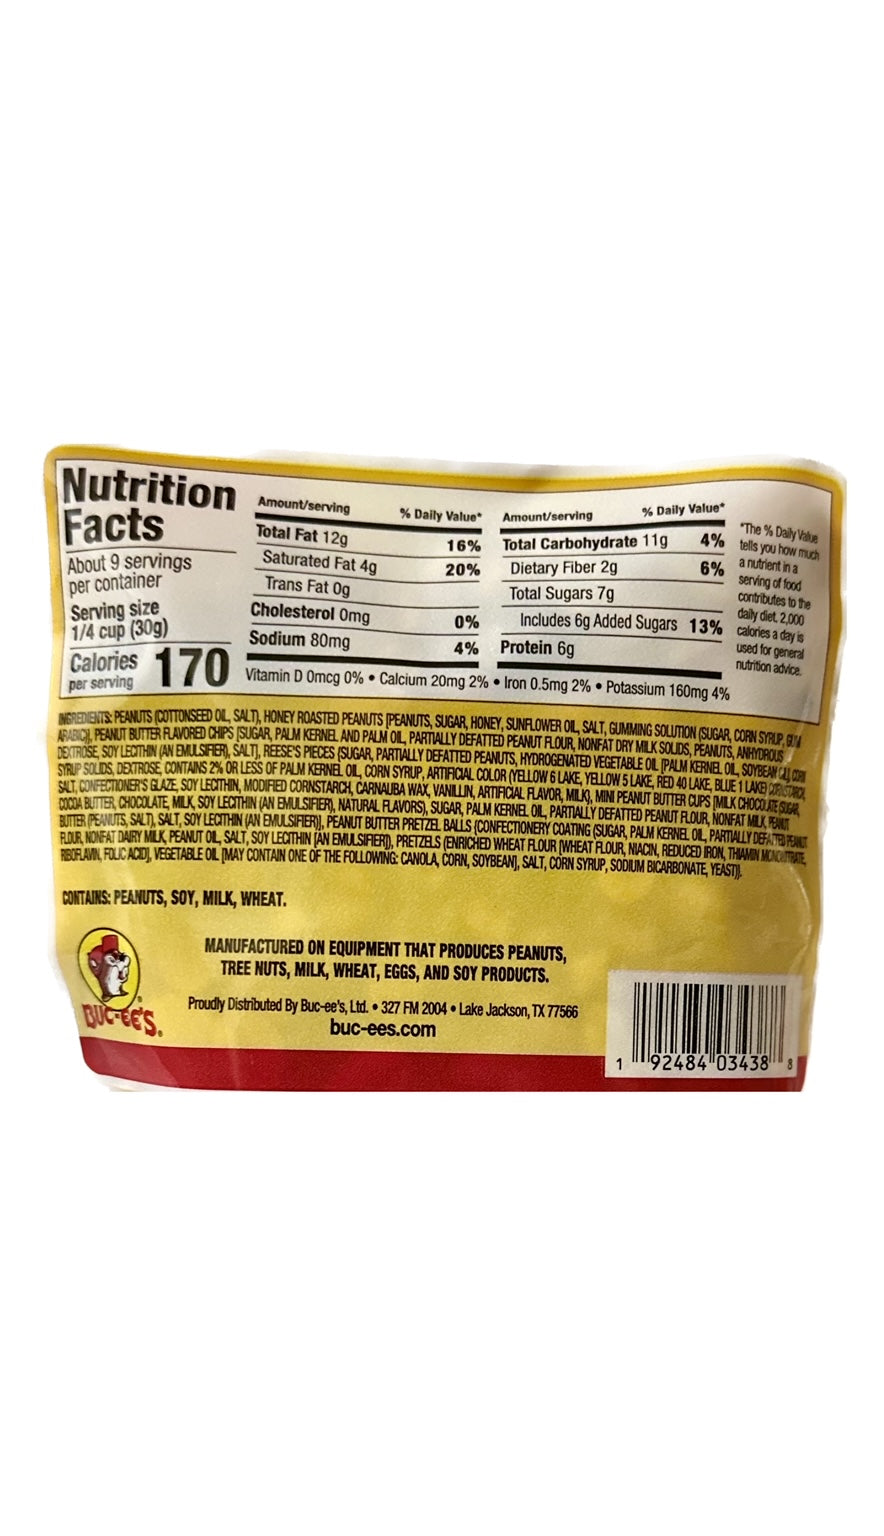 Nutrition
Facts
About 9 servings
per container
Serving size
1/4 cup (30g)
Calories 170
per serving
Amount/serving % Daily Value*
Total Fat 12g 16%
Saturated Fat 4g 20%
Trans Fat 0g
Cholesterol 0mg 0%
Sodium 80mg 4%
Amount/serving % Daily Value*
Total Carbohydrate 11g 4%
Dietary Fiber 2g 6%
Total Sugars 7g
Includes 6g Added Sugars 13%
Protein 6g
Vitamin D 0mcg 0% • Calcium 20mg 2% • Iron 0.5mg 2% • Potassium 160mg 4%
*The % Daily Value
tells you how much
a nutrient in a
serving of food
contributes to the
daily diet. 2,000
calories a day is
used for general
nutrition advice.
INGREDIENTS: PEANUTS (COTTONSEED OIL, SALT), HONEY ROASTED PEANUTS [PEANUTS, SUGAR, HONEY, SUNFLOWER OIL, SALT, GUMMING SOLUTION (SUGAR, CORN SYRUP, GUM
ARABIC)], PEANUT BUTTER FLAVORED CHIPS [SUGAR, PALM KERNEL AND PALM OIL, PARTIALLY DEFATTED PEANUT FLOUR, NONFAT DRY MILK SOLIDS, PEANUTS, ANHYDROUS
DEXTROSE, SOY LECITHIN (AN EMULSIFIER), SALT], REESE'S PIECES (SUGAR, PARTIALLY DEFATTED PEANUTS, HYDROGENATED VEGETABLE OIL [PALM KERNEL OIL, SOYBEAN OIL], CORN
SYRUP SOLIDS, DEXTROSE, CONTAINS 2% OR LESS OF PALM KERNEL OIL, CORN SYRUP, ARTIFICIAL COLOR (YELLOW 6 LAKE, YELLOW 5 LAKE, RED 40 LAKE, BLUE 1 LAKE) CORNSTARCH,
SALT, CONFECTIONER'S GLAZE, SOY LECITHIN, MODIFIED CORNSTARCH, CARNAUBA WAX, VANILLIN, ARTIFICIAL FLAVOR, MILK), MINI PEANUT BUTTER CUPS [MILK CHOCOLATE (SUGAR,
COCOA BUTTER, CHOCOLATE, MILK, SOY LECITHIN (AN EMULSIFIER), NATURAL FLAVORS), SUGAR, PALM KERNEL OIL, PARTIALLY DEFATTED PEANUT FLOUR, NONFAT MILK, PEANUT
BUTTER (PEANUTS, SALT), SALT, SOY LECITHIN (AN EMULSIFIER)], PEANUT BUTTER PRETZEL BALLS (CONFECTIONERY COATING (SUGAR, PALM KERNEL OIL, PARTIALLY DEFATTED PEANUT
FLOUR, NONFAT DAIRY MILK, PEANUT OIL, SALT, SOY LECITHIN [AN EMULSIFIER]), PRETZELS (ENRICHED WHEAT FLOUR [WHEAT FLOUR, NIACIN, REDUCED IRON, THIAMIN MONONITRATE,
RIBOFLAVIN, FOLIC ACID], VEGETABLE OIL [MAY CONTAIN ONE OF THE FOLLOWING: CANOLA, CORN, SOYBEAN], SALT, CORN SYRUP, SODIUM BICARBONATE, YEAST)).
CONTAINS: PEANUTS, SOY, MILK, WHEAT.
MANUFACTURED ON EQUIPMENT THAT PRODUCES PEANUTS,
TREE NUTS, MILK, WHEAT, EGGS, AND SOY PRODUCTS.
BUC-EE'S®
Proudly Distributed By Buc-ee's, Ltd. • 327 FM 2004 • Lake Jackson, TX 77566
buc-ees.com
1 92484 03438 8